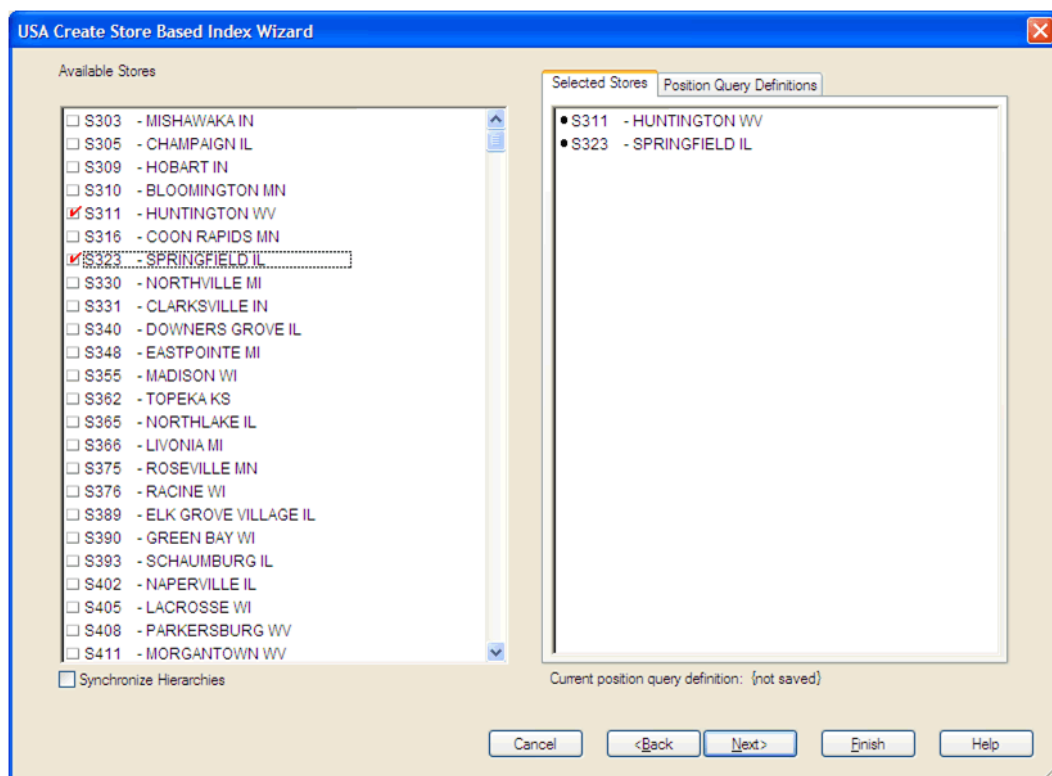 USA Create Store Based Index Wizard
Available Stores
S303 - MISHAWAKA IN
S305 - CHAMPAIGN IL
S309 - HOBART IN
S310 - BLOOMINGTON MN
S311 - HUNTINGTON WV
S316 - COON RAPIDS MN
S323 - SPRINGFIELD IL
S330 - NORTHVILLE MI
S331 - CLARKSVILLE IN
S340 - DOWNERS GROVE IL
S348 - EASTPOINTE MI
S355 - MADISON WI
S362 - TOPEKA KS
S365 - NORTHLAKE IL
S366 - LIVONIA MI
S375 - ROSEVILLE MN
S376 - RACINE WI
S389 - ELK GROVE VILLAGE IL
S390 - GREEN BAY WI
S393 - SCHAUMBURG IL
S402 - NAPERVILLE IL
S405 - LACROSSE WI
S408 - PARKERSBURG WV
S411 - MORGANTOWN WV
Synchronize Hierarchies
Selected Stores Position Query Definitions
S311 - HUNTINGTON WV
S323 - SPRINGFIELD IL
Current position query definition: {not saved}
Cancel <Back Next> Finish Help